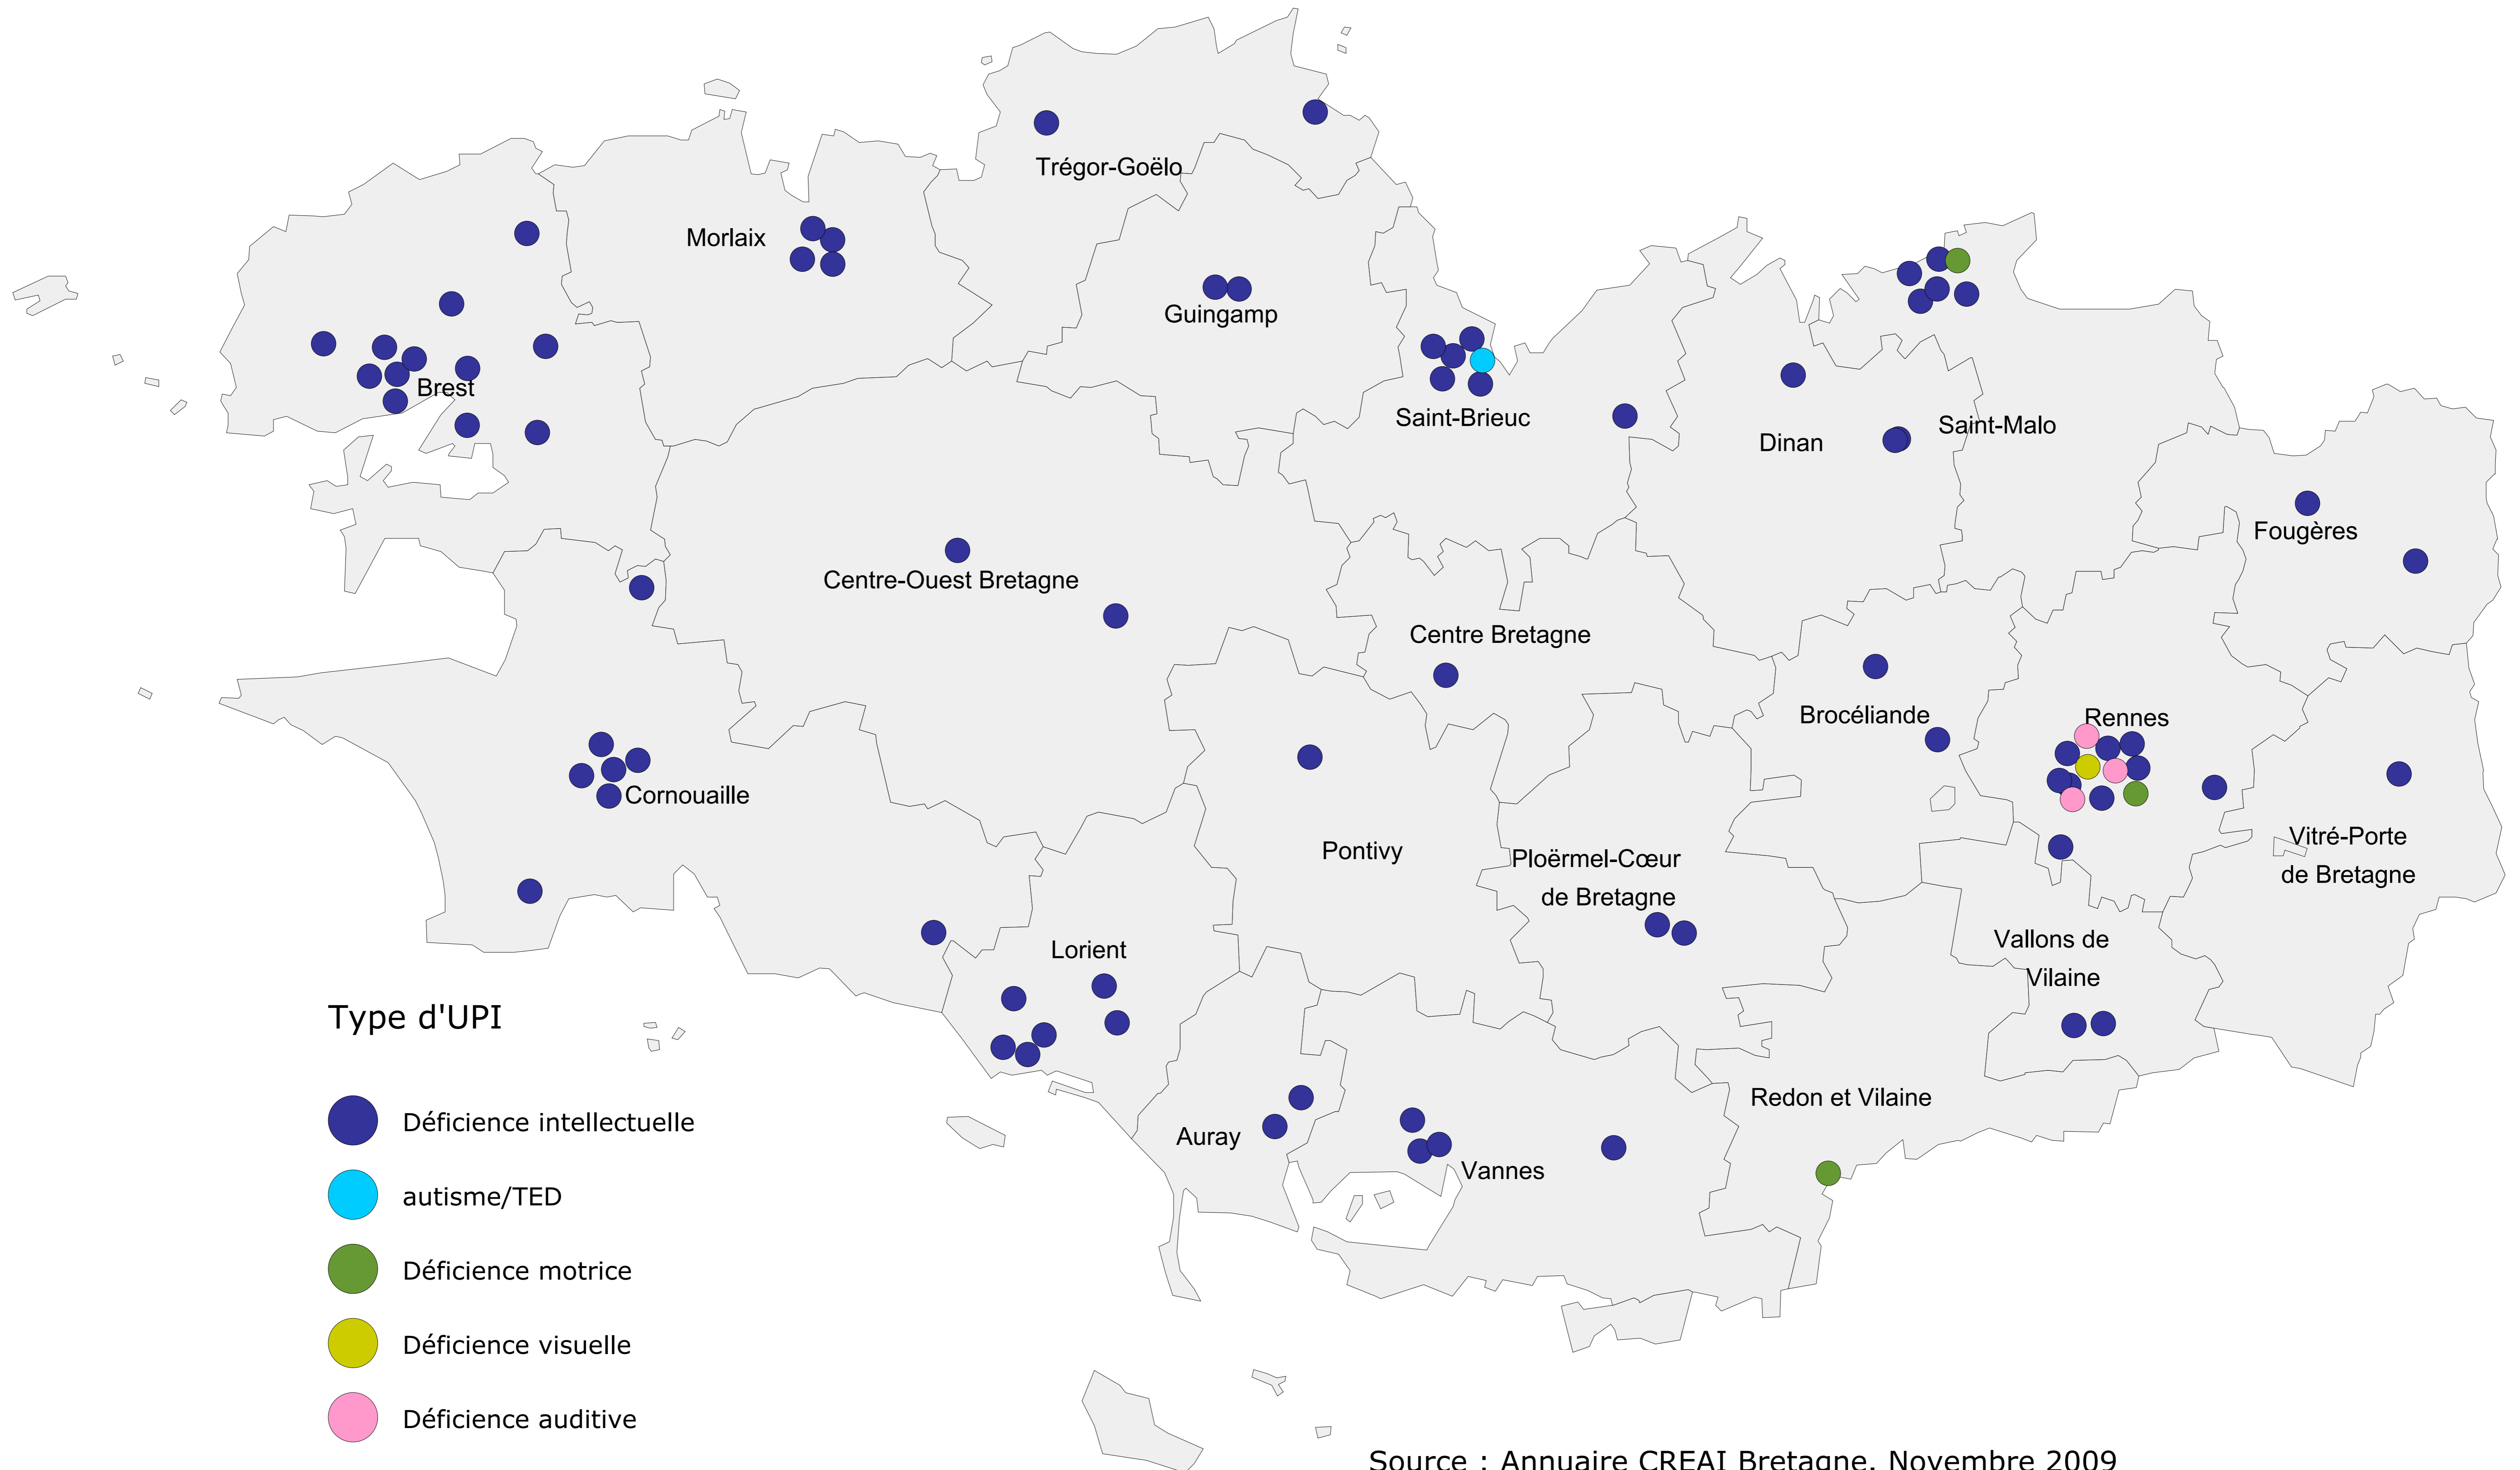 Trégor-Goëlo
Morlaix
Guingamp
Brest
Saint-Brieuc
Saint-Malo
Dinan
Fougères
Centre-Ouest Bretagne
Centre Bretagne
Brocéliande
Rennes
Cornouaille
Pontivy
Ploërmel-Cœur
de Bretagne
Vitré-Porte
de Bretagne
Lorient
Vallons de
Vilaine
Redon et Vilaine
Auray
Vannes
Type d'UPI
Déficience intellectuelle
autisme/TED
Déficience motrice
Déficience visuelle
Déficience auditive
Source : Annuaire CREAI Bretagne, Novembre 2009